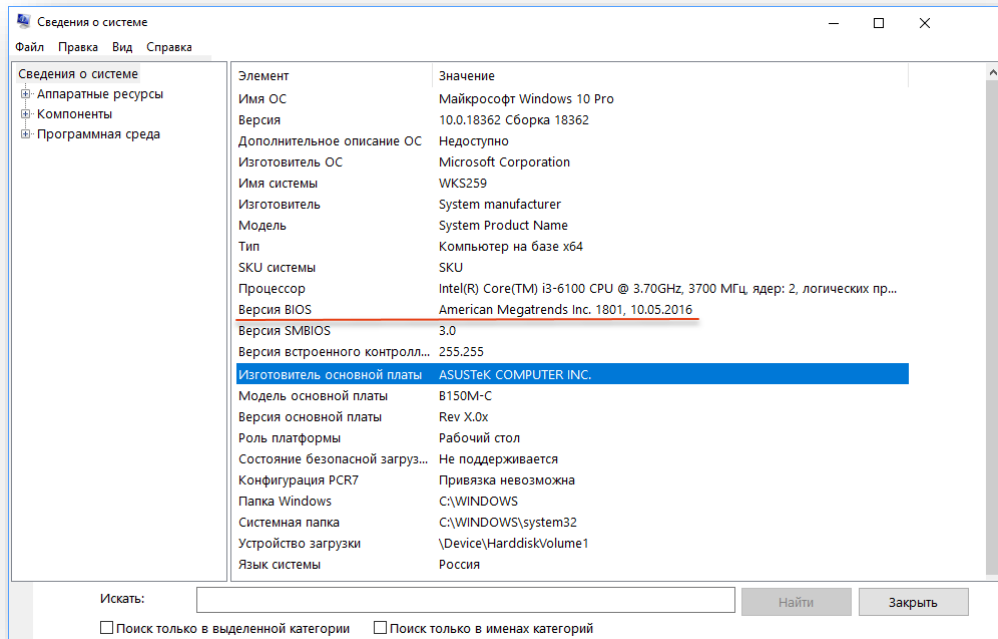 Сведения о системе
Файл Правка Вид Справка
Сведения о системе
Аппаратные ресурсы
Компоненты
Программная среда
Элемент Значение
Имя ОС Майкрософт Windows 10 Pro
Версия 10.0.18362 Сборка 18362
Дополнительное описание ОС Недоступно
Изготовитель ОС Microsoft Corporation
Имя системы WKS259
Изготовитель System manufacturer
Модель System Product Name
Тип Компьютер на базе x64
SKU системы SKU
Процессор Intel(R) Core(TM) i3-6100 CPU @ 3.70GHz, 3700 МГц, ядер: 2, логических пр...
Версия BIOS American Megatrends Inc. 1801, 10.05.2016
Версия SMBIOS 3.0
Версия встроенного контролл... 255.255
Изготовитель основной платы ASUSTeK COMPUTER INC.
Модель основной платы B150M-C
Версия основной платы Rev X.0x
Роль платформы Рабочий стол
Состояние безопасной загруз... Не поддерживается
Конфигурация PCR7 Привязка невозможна
Папка Windows C:\WINDOWS
Системная папка C:\WINDOWS\system32
Устройство загрузки \Device\HarddiskVolume1
Язык системы Россия
Искать: Найти Закрыть
Поиск только в выделенной категории Поиск только в именах категорий